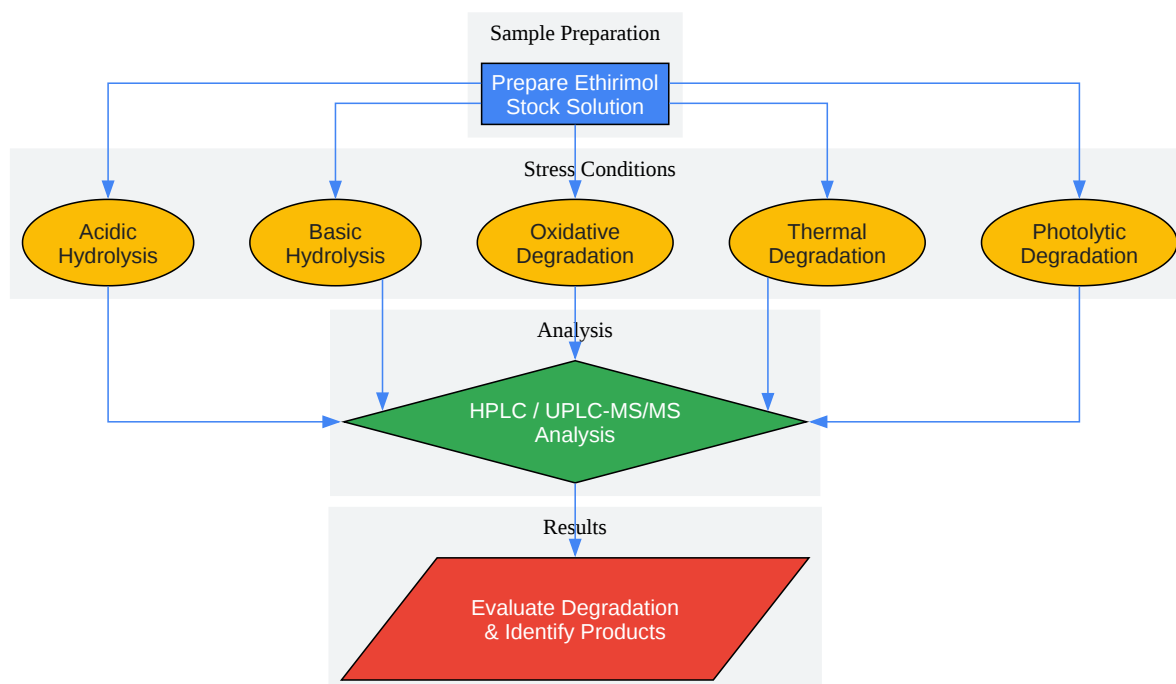 Sample Preparation
Prepare Ethirimol
Stock Solution
Stress Conditions
Acidic
Hydrolysis
Basic
Hydrolysis
Oxidative
Degradation
Thermal
Degradation
Photolytic
Degradation
Analysis
HPLC / UPLC-MS/MS
Analysis
Results
Evaluate Degradation
& Identify Products